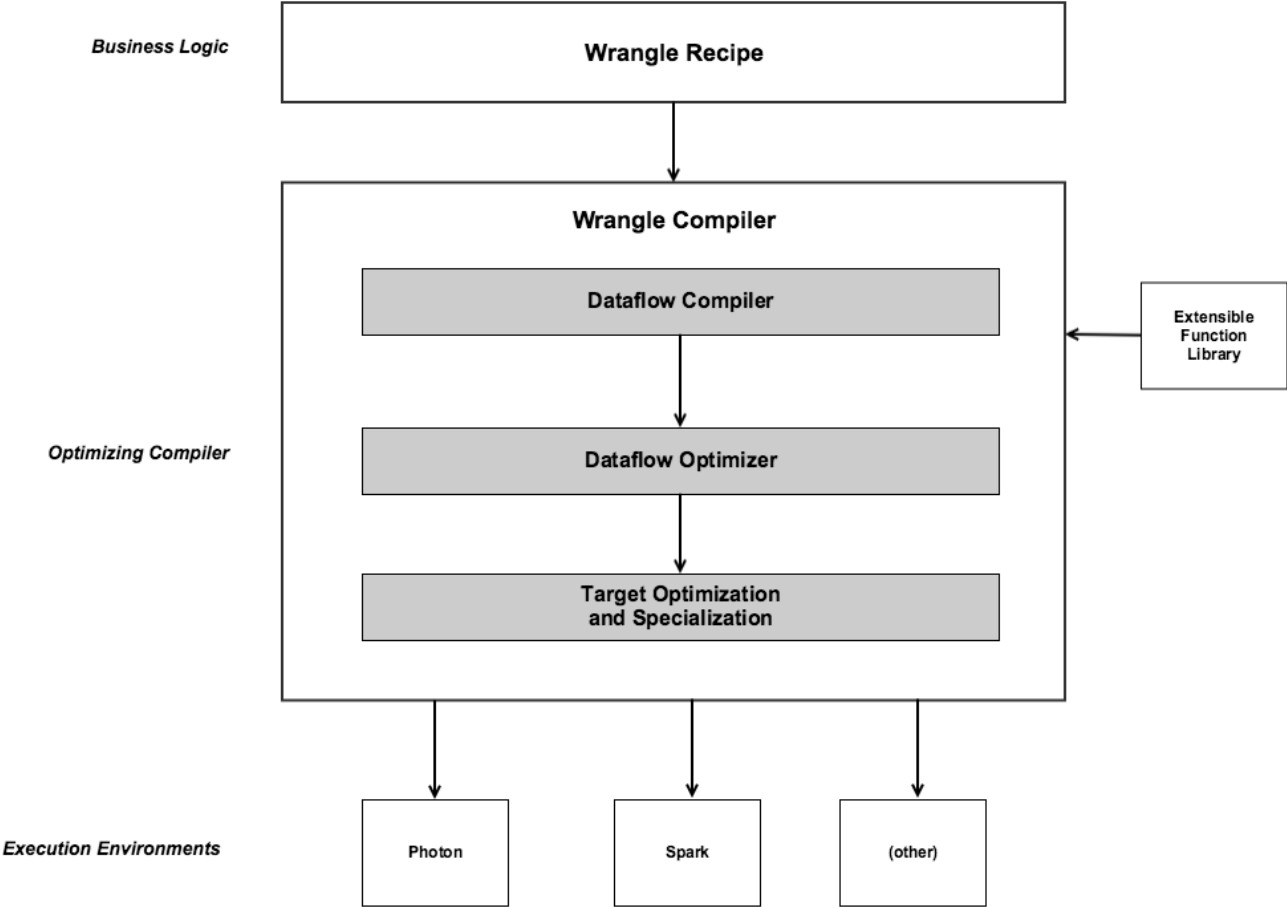 Business Logic
Wrangle Recipe
Wrangle Compiler
Dataflow Compiler
Extensible
Function
Library
Optimizing Compiler
Dataflow Optimizer
Target Optimization
and Specialization
Execution Environments
Photon
Spark
(other)